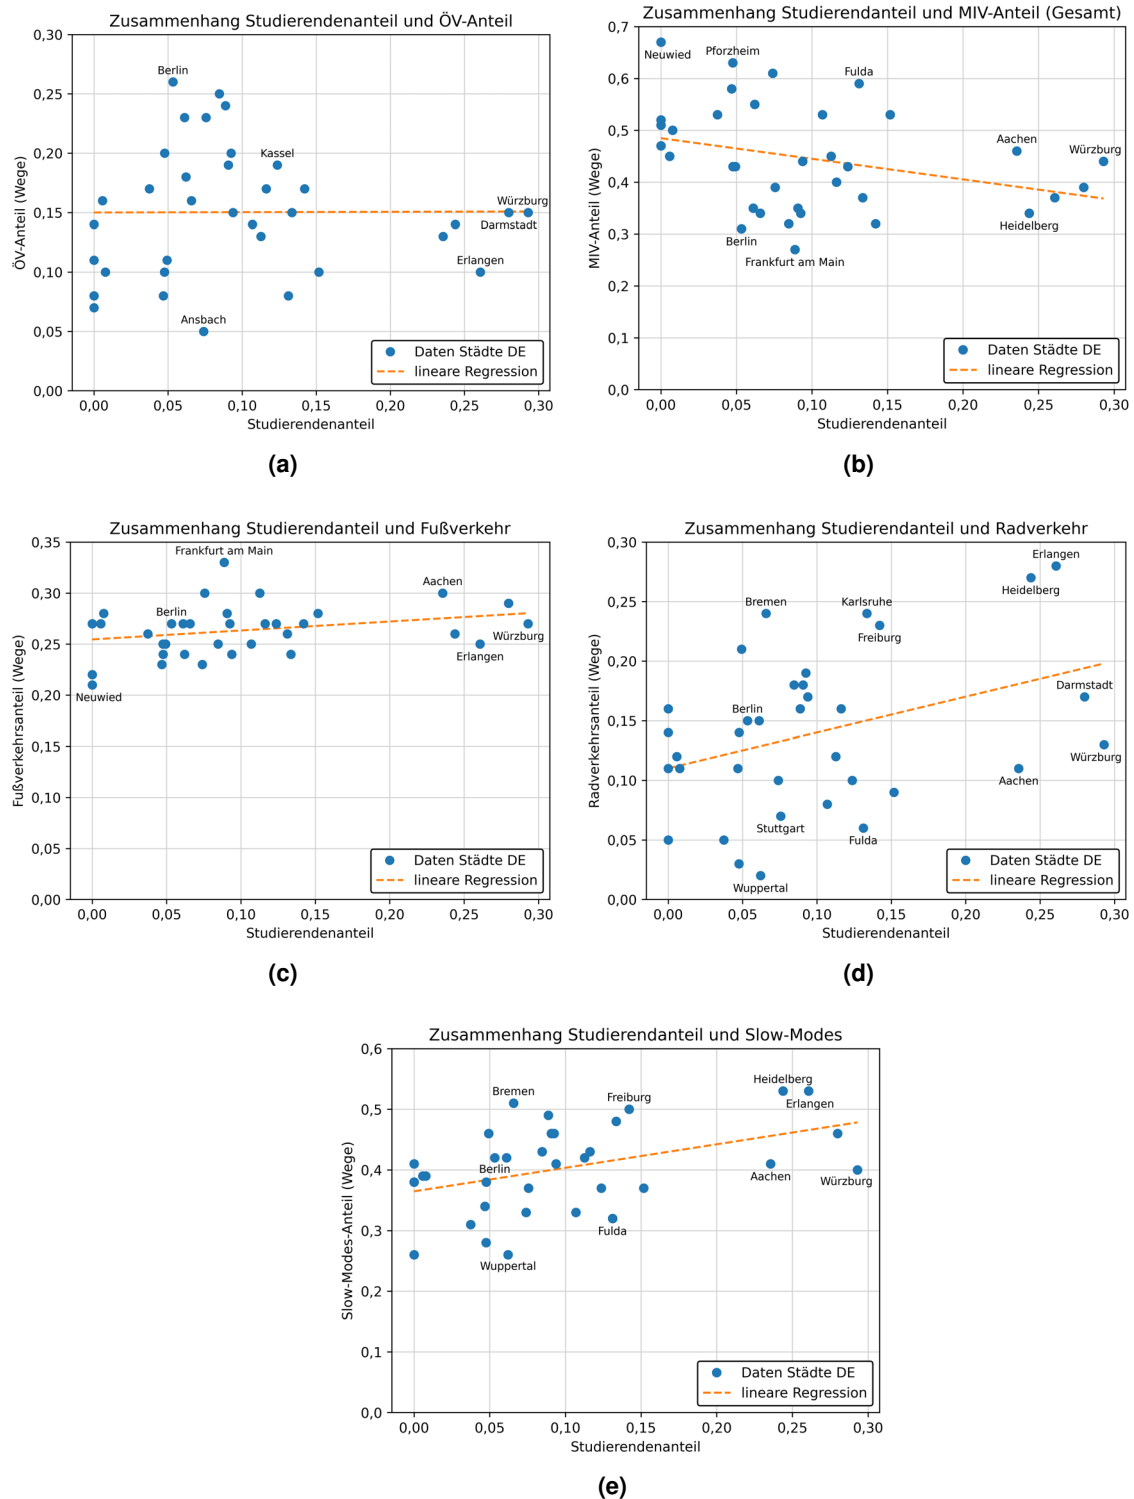 Zusammenhang Studierendenanteil und ÖV-Anteil
0,30
0,25
0,20
0,15
0,10
0,05
0,00
ÖV-Anteil (Wege)
Berlin
Kassel
Würzburg
Darmstadt
Erlangen
Ansbach
Daten Städte DE
lineare Regression
0,00 0,05 0,10 0,15 0,20 0,25 0,30
Studierendenanteil
(a)
Zusammenhang Studierendanteil und MIV-Anteil (Gesamt)
0,7
0,6
0,5
0,4
0,3
0,2
0,1
0,0
MIV-Anteil (Wege)
Neuwied
Pforzheim
Fulda
Aachen
Würzburg
Berlin
Heidelberg
Frankfurt am Main
Daten Städte DE
lineare Regression
0,00 0,05 0,10 0,15 0,20 0,25 0,30
Studierendenanteil
(b)
Zusammenhang Studierendanteil und Fußverkehr
0,35
0,30
0,25
0,20
0,15
0,10
0,05
0,00
Fußverkehrsanteil (Wege)
Frankfurt am Main
Aachen
Berlin
Würzburg
Erlangen
Neuwied
Daten Städte DE
lineare Regression
0,00 0,05 0,10 0,15 0,20 0,25 0,30
Studierendenanteil
(c)
Zusammenhang Studierendanteil und Radverkehr
0,30
0,25
0,20
0,15
0,10
0,05
0,00
Radverkehrsanteil (Wege)
Erlangen
Heidelberg
Bremen
Karlsruhe
Freiburg
Darmstadt
Berlin
Würzburg
Aachen
Stuttgart
Fulda
Wuppertal
Daten Städte DE
lineare Regression
0,00 0,05 0,10 0,15 0,20 0,25 0,30
Studierendenanteil
(d)
Zusammenhang Studierendanteil und Slow-Modes
0,6
0,5
0,4
0,3
0,2
0,1
0,0
Slow-Modes-Anteil (Wege)
Heidelberg
Bremen
Freiburg
Erlangen
Berlin
Aachen
Würzburg
Fulda
Wuppertal
Daten Städte DE
lineare Regression
0,00 0,05 0,10 0,15 0,20 0,25 0,30
Studierendenanteil
(e)